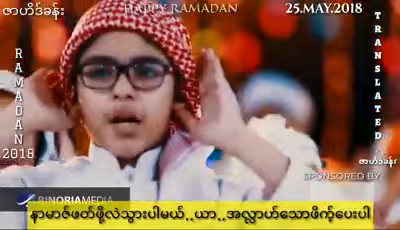 ဇာဟိဒ်ခန်း
HAPPY RAMADAN
25.MAY.2018
RAMADAN
2018
TRANSLATED
ဇာဟိဒ်ခန်း
SPONSORED BY
BINORIA MEDIA
နာမာဇ်ဖတ်ဖို့လဲသွားပါမယ်..ယာ..အလ္လာဟ်သောဖိက့်ပေးပါ